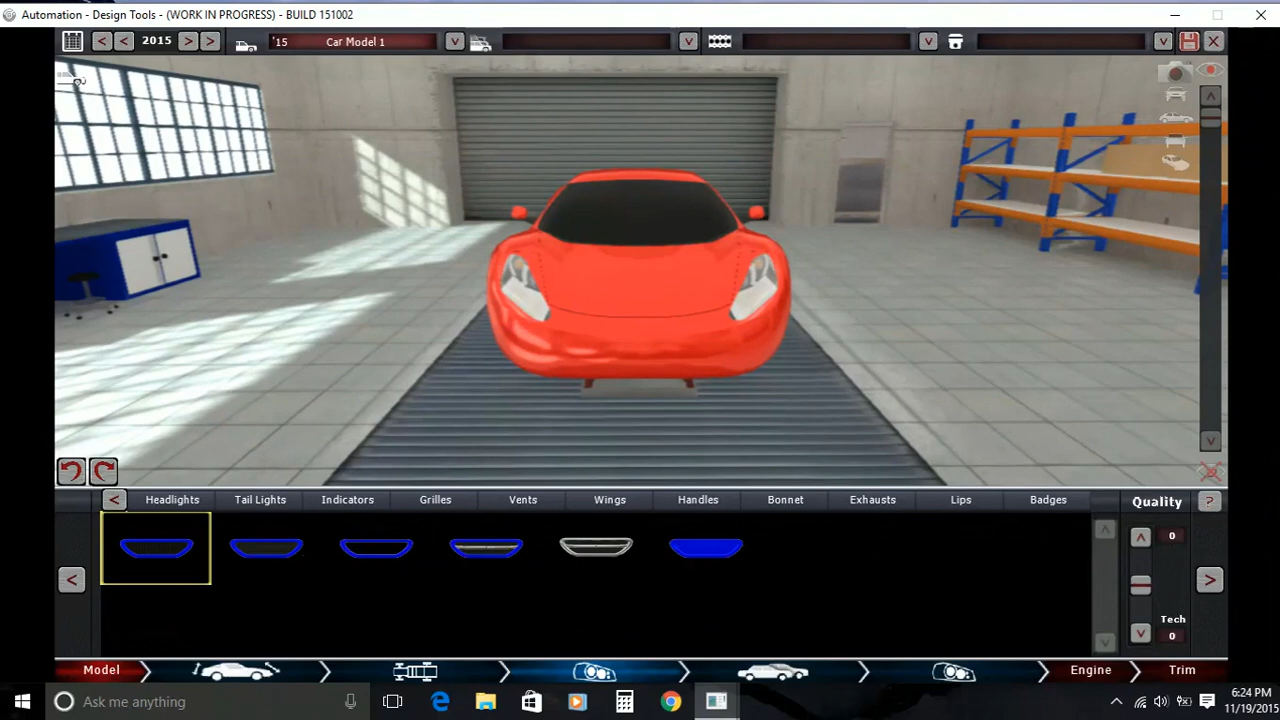 Automation - Design Tools - (WORK IN PROGRESS) - BUILD 151002
2015 '15 Car Model 1
Headlights Tail Lights Indicators Grilles Vents Wings Handles Bonnet Exhausts Lips Badges Quality ?
0
Tech
0
Model Engine Trim
Ask me anything
6:24 PM
11/19/2015